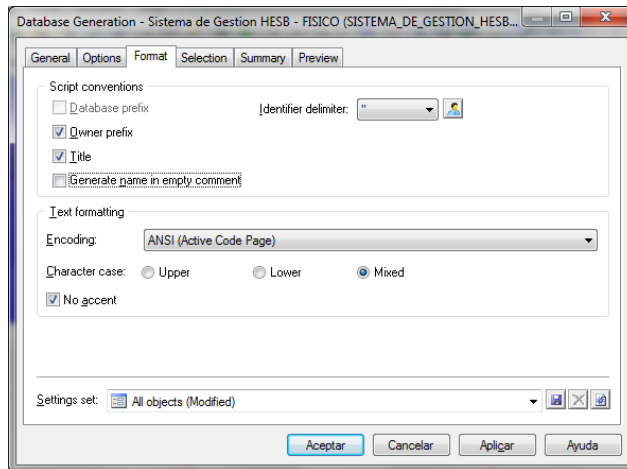 Database Generation - Sistema de Gestion HESB - FISICO (SISTEMA_DE_GESTION_HESB...
General Options Format Selection Summary Preview
Script conventions
Database prefix Identifier delimiter: "
Owner prefix
Title
Generate name in empty comment
Text formatting
Encoding: ANSI (Active Code Page)
Character case: Upper Lower Mixed
No accent
Settings set: All objects (Modified)
Aceptar Cancelar Aplicar Ayuda